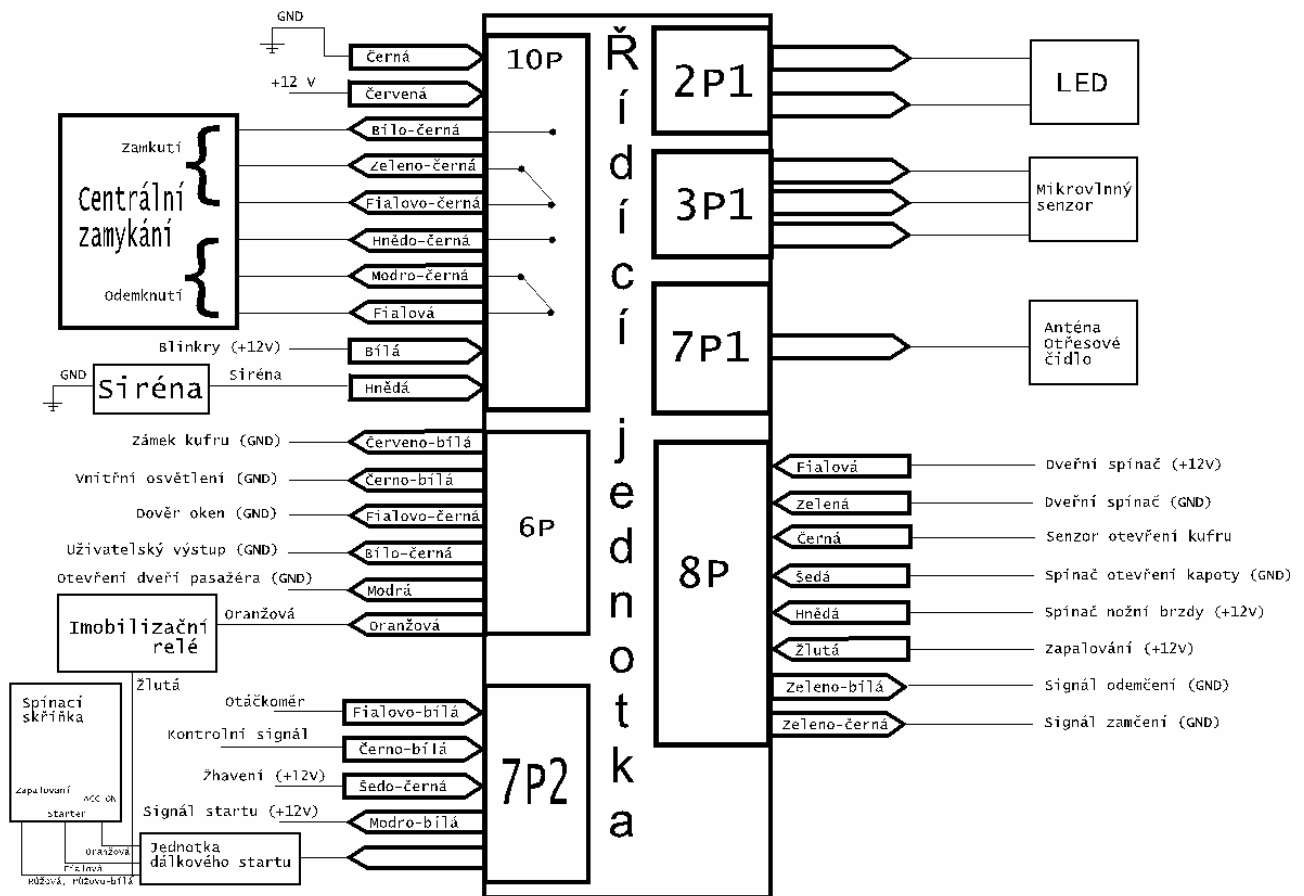 GND
Černá
10P
+12 V
Červená
Bílo-černá
Zamkutí
Zeleno-černá
Centrální
zamykání
Fialovo-černá
Hnědo-černá
Modro-černá
Odemknutí
Fialová
Blinkry (+12V)
Bílá
GND
Siréna
Siréna
Hnědá
Zámek kufru (GND)
Červeno-bílá
Vnitřní osvětlení (GND)
Černo-bílá
Dověr oken (GND)
Fialovo-černá
6P
Uživatelský výstup (GND)
Bílo-černá
Otevření dveří pasažéra (GND)
Modrá
Oranžová
Oranžová
Imobilizační
relé
Žlutá
Spínací
skříňka
Zapalovaní
ACC ON
Starter
Otáčkoměr
Fialovo-bílá
Kontrolní signál
Černo-bílá
7P2
Žhavení (+12V)
Šedo-černá
Signál startu (+12V)
Modro-bílá
Jednotka
dálkového startu
Oranžová
Fialová
Růžová, Růžovo-bílá
Řídící jednotka
2P1
LED
3P1
Mikrovlnný
senzor
7P1
Anténa
Otřesové
čidlo
8P
Fialová
Dveřní spínač (+12V)
Zelená
Dveřní spínač (GND)
Černá
Senzor otevření kufru
Šedá
Spínač otevření kapoty (GND)
Hnědá
Spínač nožní brzdy (+12V)
Žlutá
Zapalování (+12V)
Zeleno-bílá
Signál odemčení (GND)
Zeleno-černá
Signál zamčení (GND)